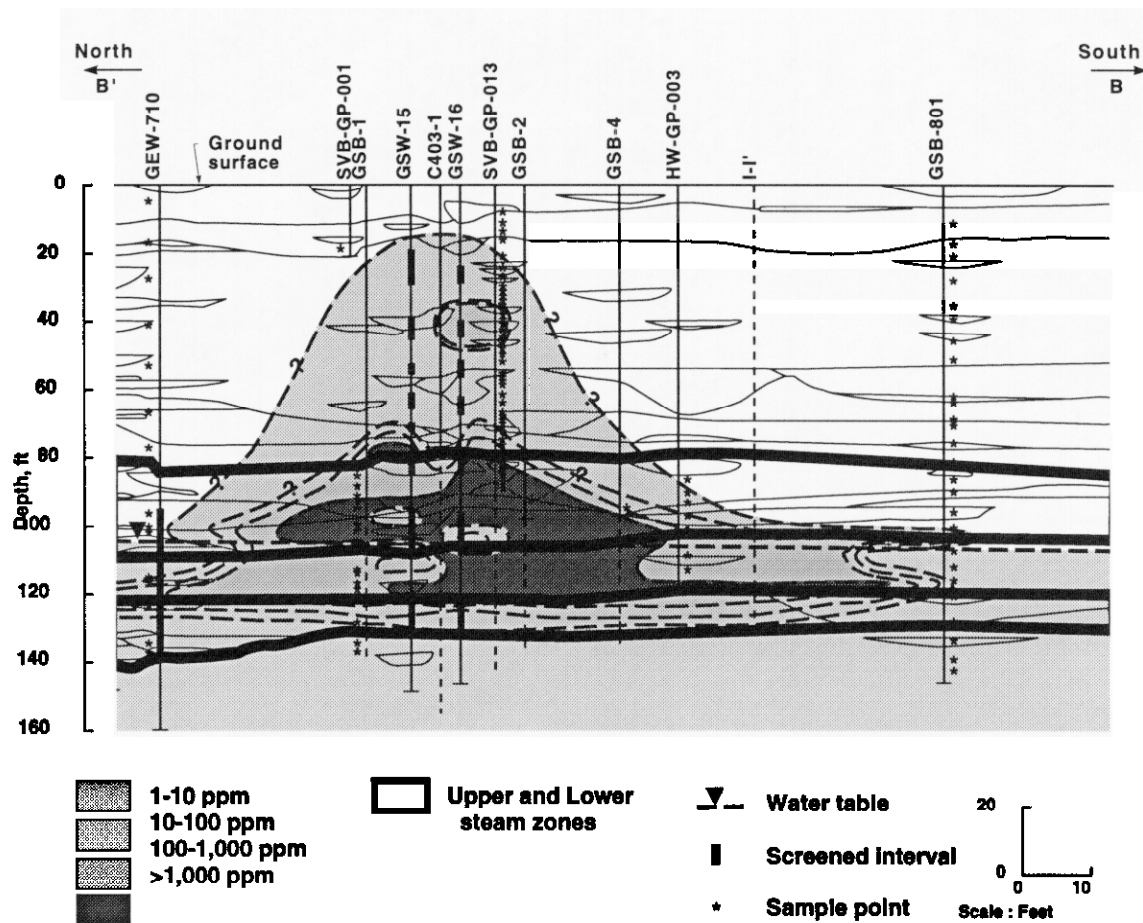 North
B'
South
B
GEW-710
Ground
surface
SVB-GP-001
GSB-1
GSW-15
C403-1
GSW-16
SVB-GP-013
GSB-2
GSB-4
HW-GP-003
I-I'
GSB-801
0
20
40
60
80
100
120
140
160
Depth, ft
?
?
?
?
?
?
?
1-10 ppm
10-100 ppm
100-1,000 ppm
>1,000 ppm
Upper and Lower
steam zones
Water table
Screened interval
* Sample point
20
0
0 10
Scale : Feet